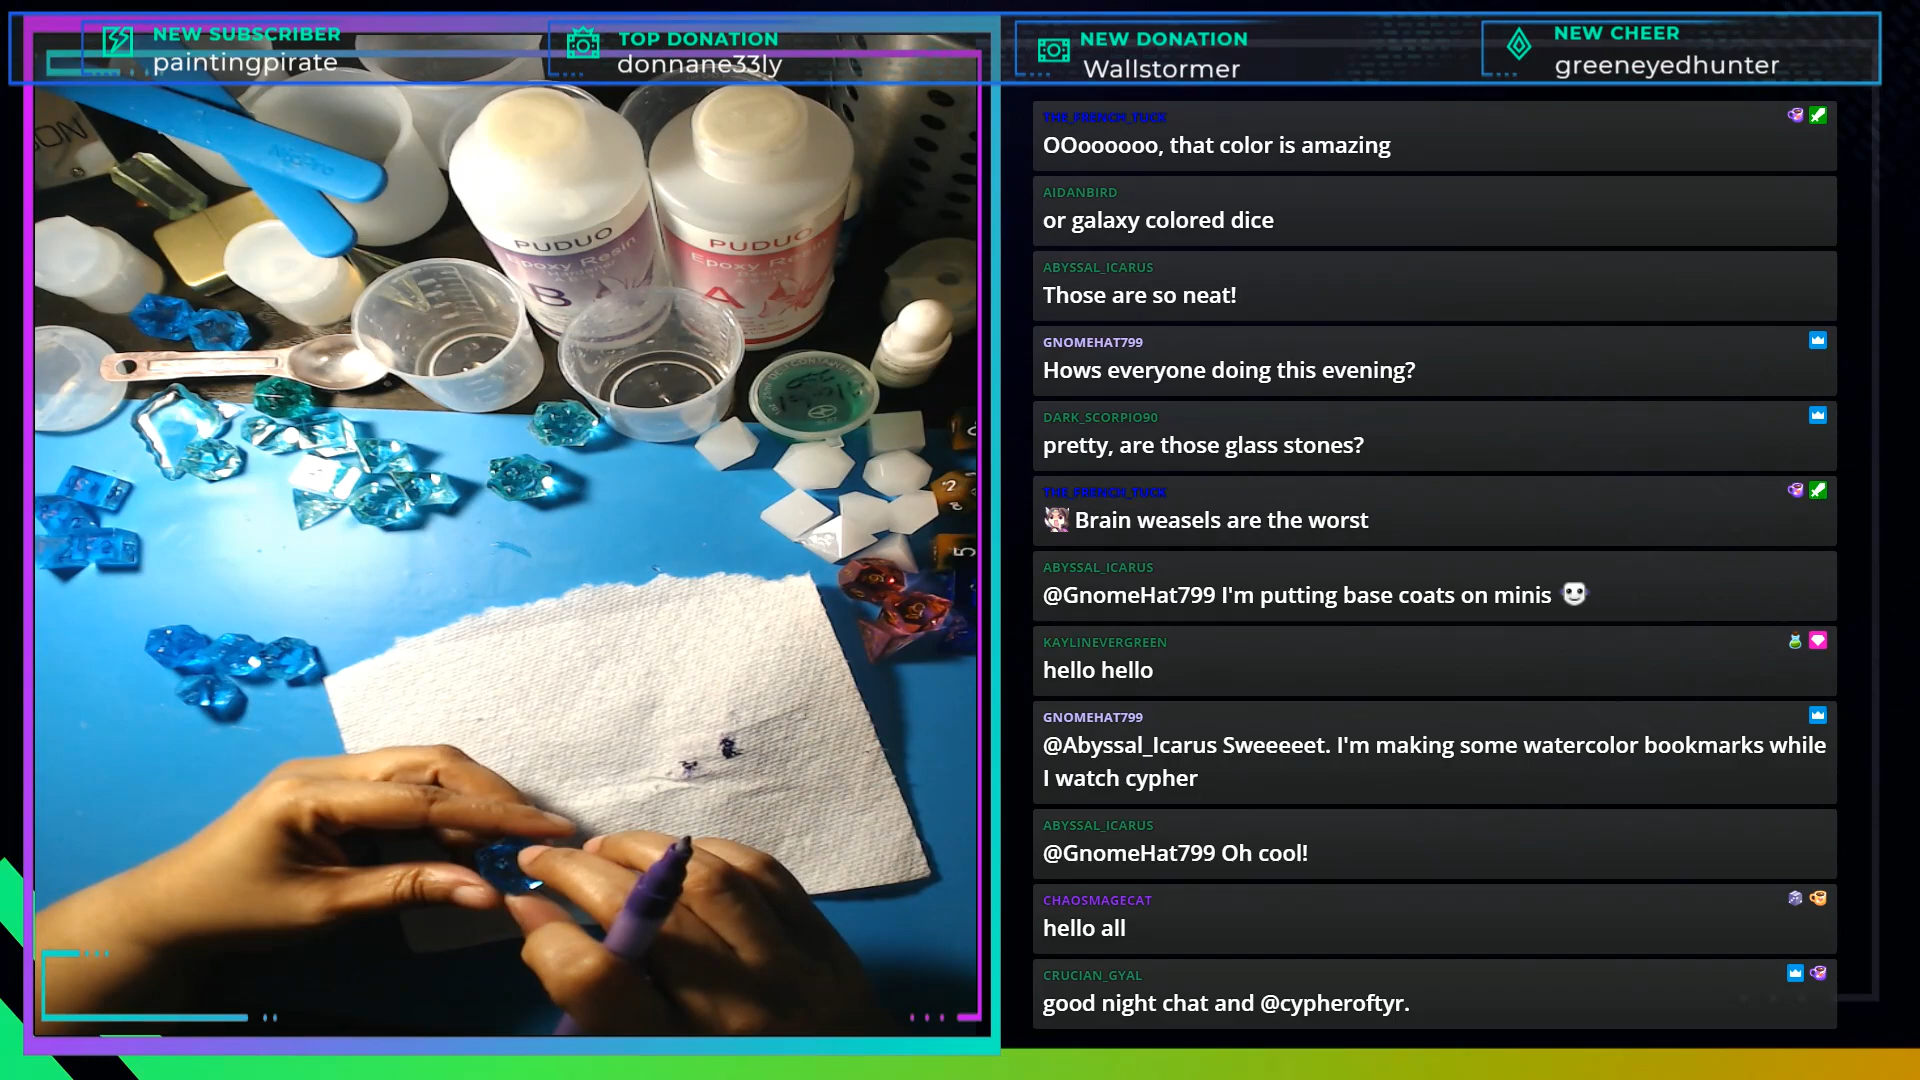 NEW SUBSCRIBER
paintingpirate
TOP DONATION
donnane33ly
NEW DONATION
Wallstormer
NEW CHEER
greeneyedhunter
PUDUO
Epoxy Resin
Hardener
B
PUDUO
Epoxy Resin
Resin
A
2
5
THE_FRENCH_TUCK
OOoooooo, that color is amazing
AIDANBIRD
or galaxy colored dice
ABYSSAL_ICARUS
Those are so neat!
GNOMEHAT799
Hows everyone doing this evening?
DARK_SCORPIO90
pretty, are those glass stones?
THE_FRENCH_TUCK
Brain weasels are the worst
ABYSSAL_ICARUS
@GnomeHat799 I'm putting base coats on minis
KAYLINEVERGREEN
hello hello
GNOMEHAT799
@Abyssal_Icarus Sweeeeet. I'm making some watercolor bookmarks while
I watch cypher
ABYSSAL_ICARUS
@GnomeHat799 Oh cool!
CHAOSMAGECAT
hello all
CRUCIAN_GYAL
good night chat and @cypheroftyr.